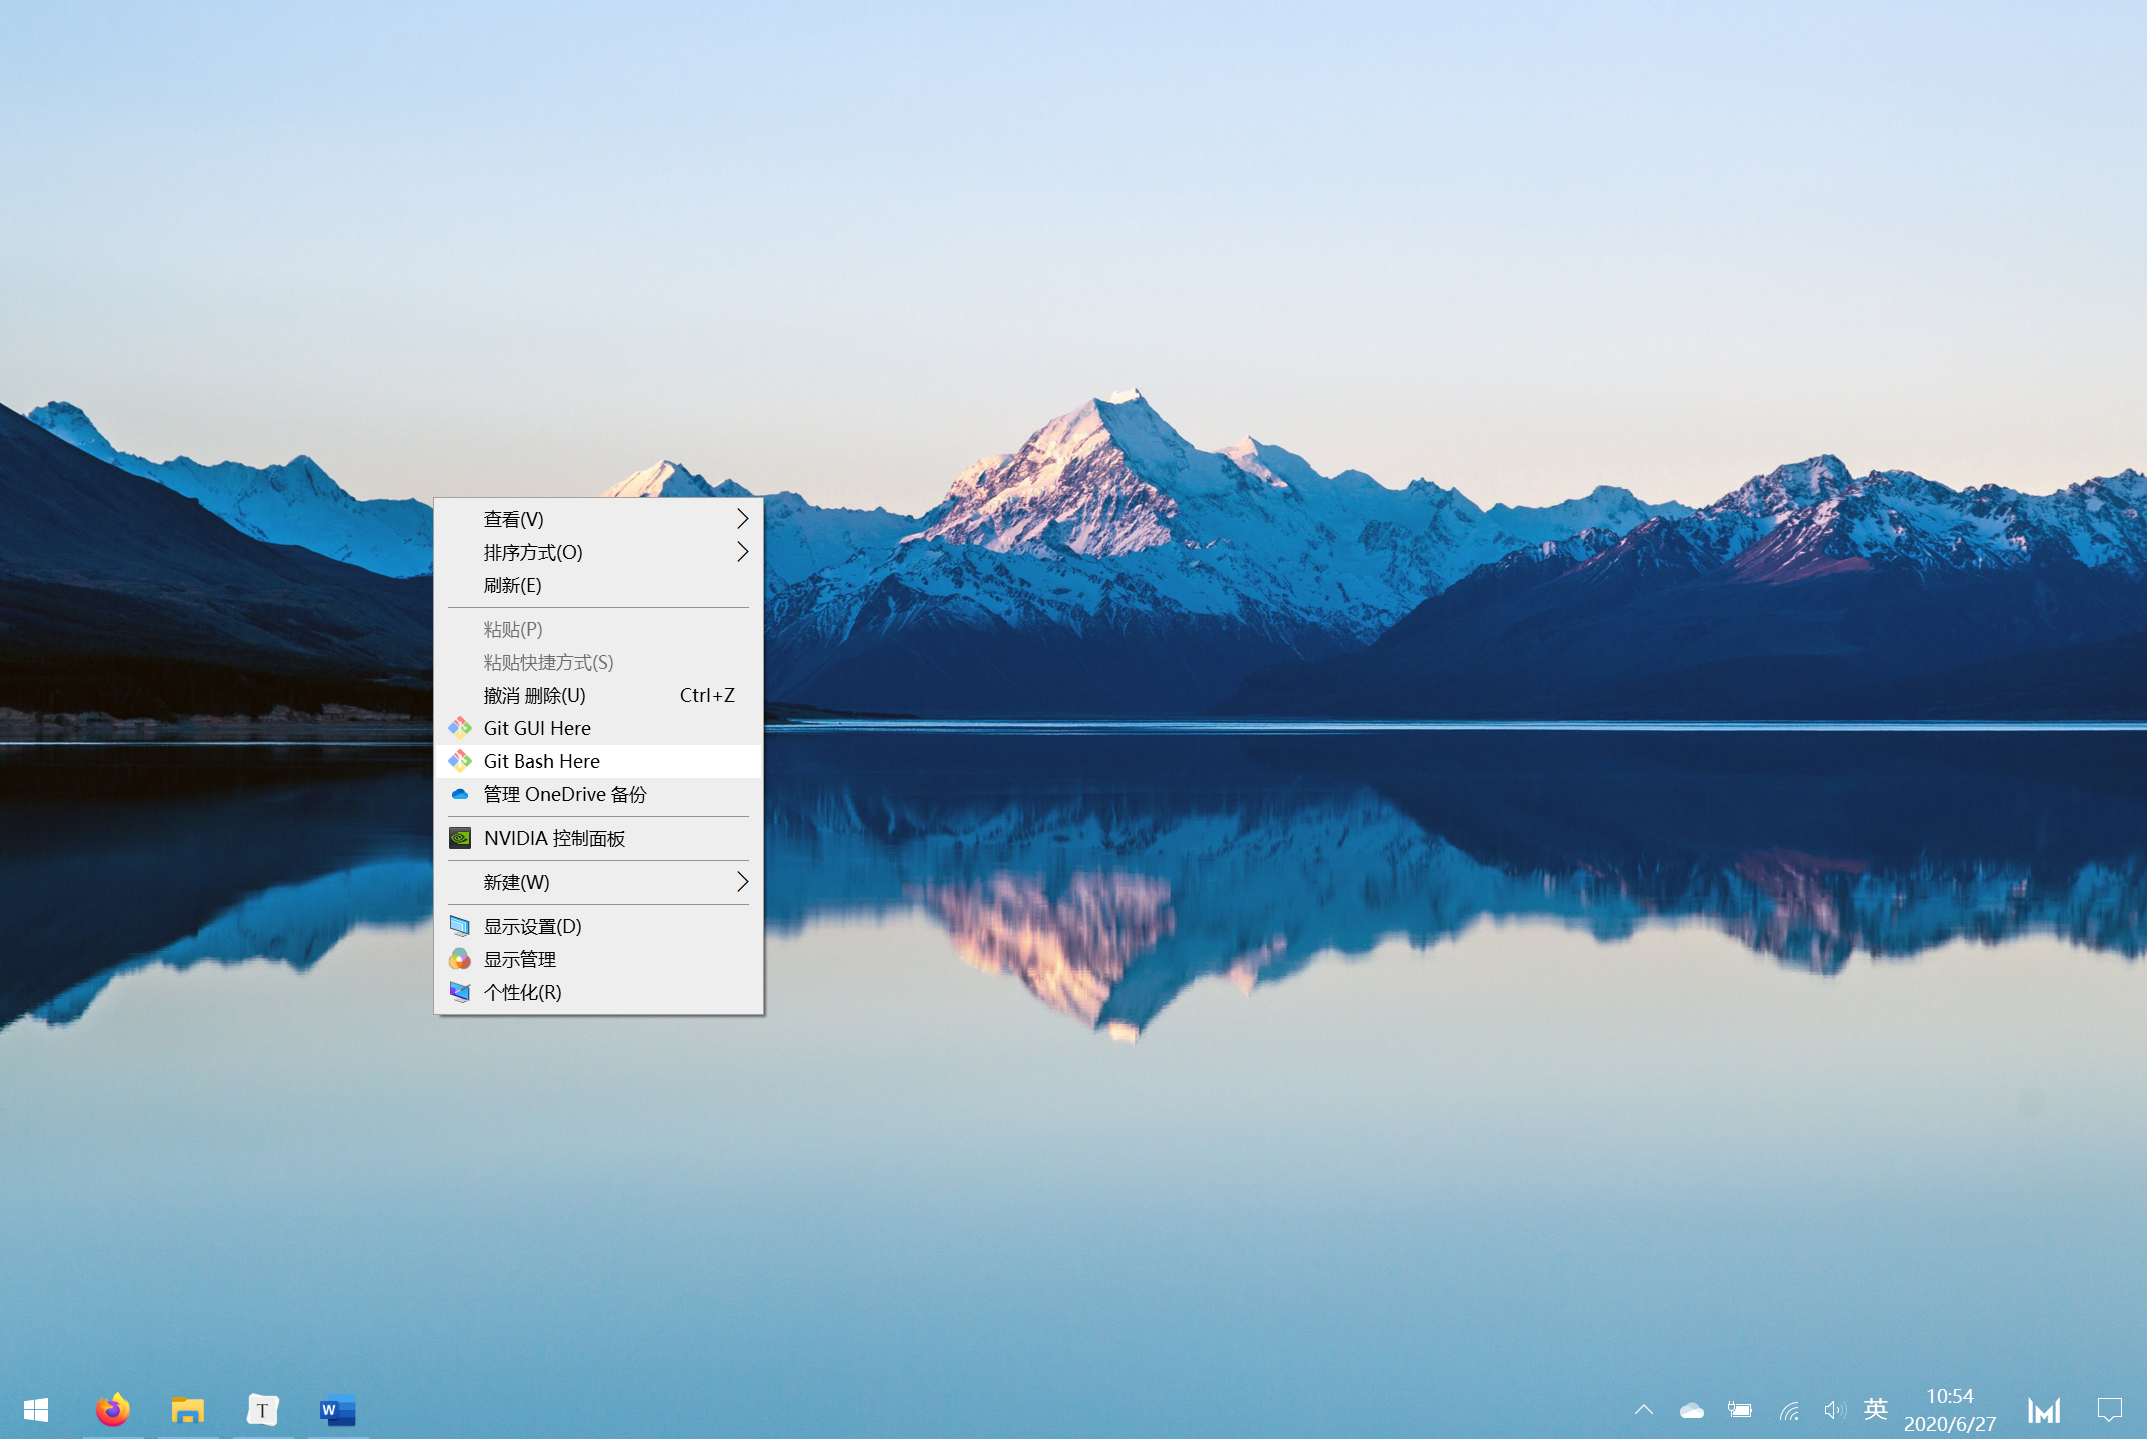 查看(V)
排序方式(O)
刷新(E)
粘贴(P)
粘贴快捷方式(S)
撤消 删除(U) Ctrl+Z
Git GUI Here
Git Bash Here
管理 OneDrive 备份
NVIDIA 控制面板
新建(W)
显示设置(D)
显示管理
个性化(R)
T
W
英
10:54
2020/6/27